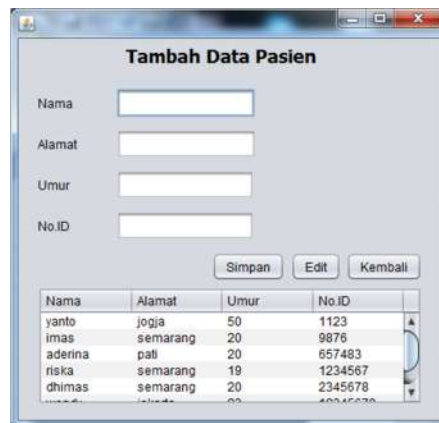 Tambah Data Pasien
Nama
Alamat
Umur
No.ID
Simpan Edit Kembali
Nama Alamat Umur No.ID
yanto jogja 50 1123
imas semarang 20 9876
aderina pati 20 657483
riska semarang 19 1234567
dhimas semarang 20 2345678